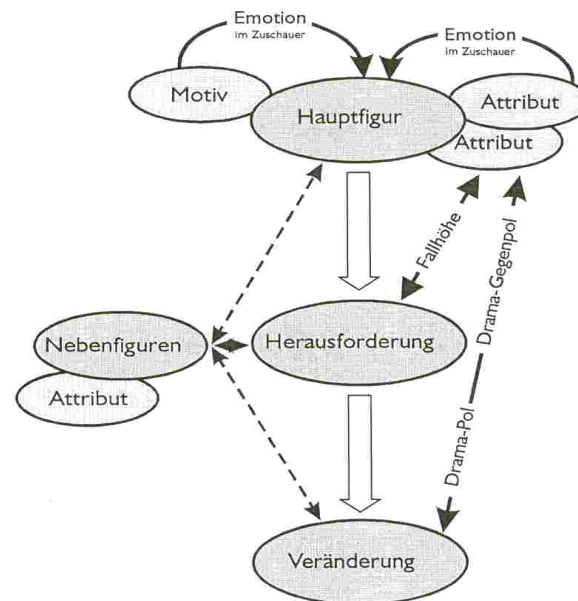 Emotion
im Zuschauer
Emotion
im Zuschauer
Motiv
Hauptfigur
Attribut
Attribut
Fallhöhe
Drama-Gegenpol
Nebenfiguren
Herausforderung
Attribut
Drama-Pol
Veränderung